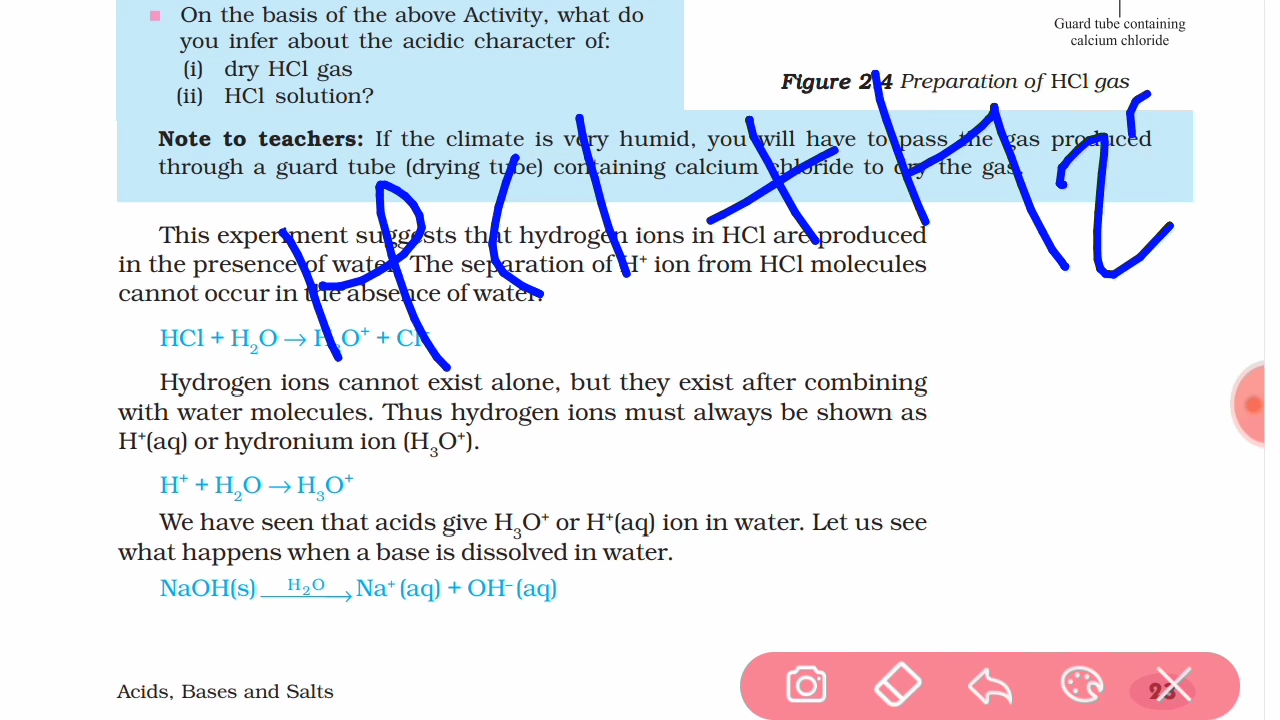 On the basis of the above Activity, what do
you infer about the acidic character of:
(i) dry HCl gas
(ii) HCl solution?
Guard tube containing
calcium chloride
Figure 2.4 Preparation of HCl gas
Note to teachers: If the climate is very humid, you will have to pass the gas produced
through a guard tube (drying tube) containing calcium chloride to dry the gas.
This experiment suggests that hydrogen ions in HCl are produced
in the presence of water. The separation of H⁺ ion from HCl molecules
cannot occur in the absence of water.
HCl + H₂O → H₃O⁺ + Cl⁻
Hydrogen ions cannot exist alone, but they exist after combining
with water molecules. Thus hydrogen ions must always be shown as
H⁺(aq) or hydronium ion (H₃O⁺).
H⁺ + H₂O → H₃O⁺
We have seen that acids give H₃O⁺ or H⁺(aq) ion in water. Let us see
what happens when a base is dissolved in water.
NaOH(s) H₂O→ Na⁺ (aq) + OH⁻ (aq)
Acids, Bases and Salts
23
HCl + H2